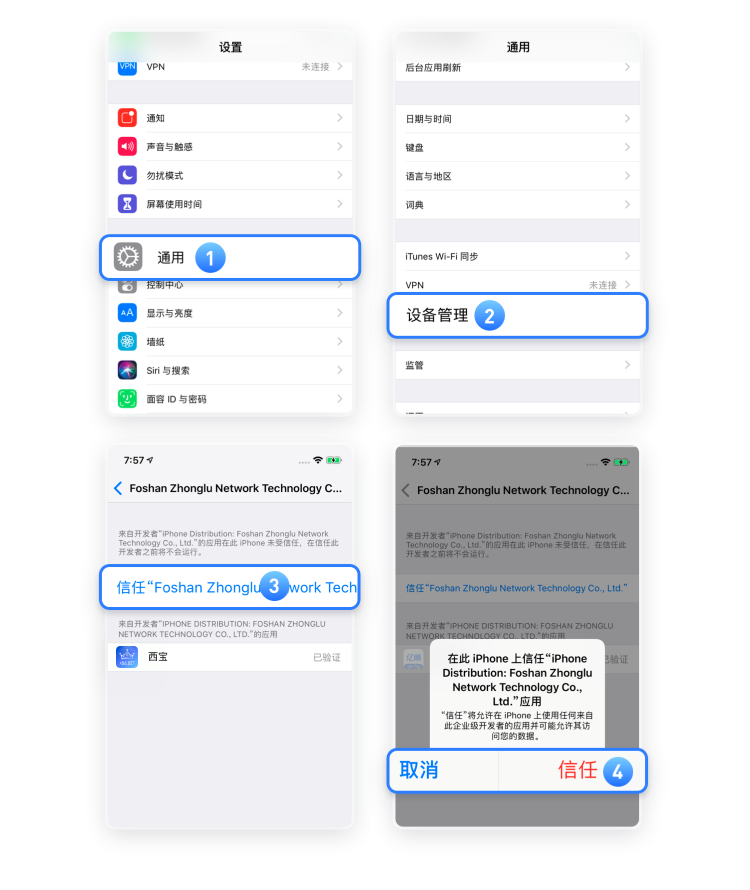 设置
VPN VPN 未连接
通知
声音与触感
勿扰模式
屏幕使用时间
通用 1
控制中心
AA 显示与亮度
墙纸
Siri 与搜索
面容 ID 与密码
通用
后台应用刷新
日期与时间
键盘
语言与地区
词典
iTunes Wi-Fi 同步
VPN 未连接
设备管理 2
监管
7:57
Foshan Zhonglu Network Technology C...
来自开发者“iPhone Distribution: Foshan Zhonglu Network
Technology Co., Ltd.”的应用在此 iPhone 未受信任，在信任此
开发者之前将不会运行。
信任“Foshan Zhonglu 3 work Tech
来自开发者“IPHONE DISTRIBUTION: FOSHAN ZHONGLU
NETWORK TECHNOLOGY CO., LTD.”的应用
西宝 已验证
7:57
Foshan Zhonglu Network Technology C...
来自开发者“iPhone Distribution: Foshan Zhonglu Network
Technology Co., Ltd.”的应用在此 iPhone 未受信任，在信任此
开发者之前将不会运行。
信任“Foshan Zhonglu Network Technology Co., Ltd.”
来自开发者“IPHONE DISTRIBUTION: FOSHAN ZHONGLU
NETWORK TECHNOLOGY CO., LTD.”的应用
已验证
在此 iPhone 上信任“iPhone
Distribution: Foshan Zhonglu
Network Technology Co.,
Ltd.”应用
“信任”将允许在 iPhone 上使用任何来自
此企业级开发者的应用并可能允许其访
问您的数据。
取消 信任 4